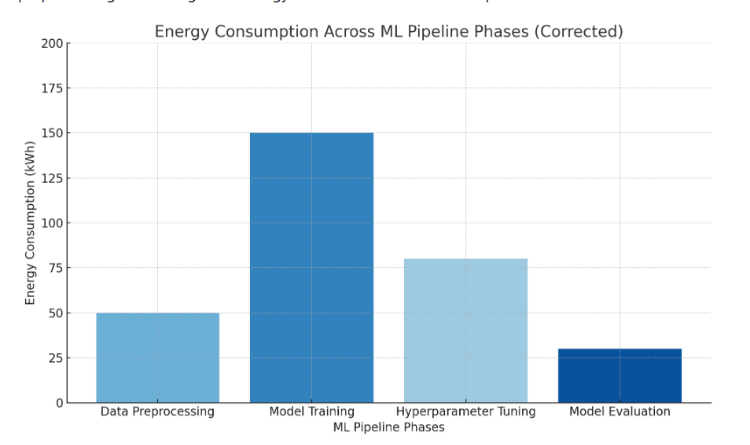 Energy Consumption Across ML Pipeline Phases (Corrected)
200
175
150
125
100
75
50
25
0
Energy Consumption (kWh)
Data Preprocessing Model Training Hyperparameter Tuning Model Evaluation
ML Pipeline Phases